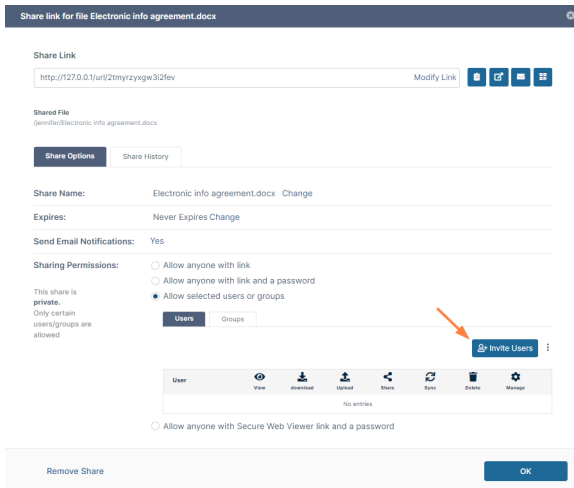 Share link for file Electronic info agreement.docx
Share Link
http://127.0.0.1/url/2tmyrzyxgw3i2fev Modify Link
Shared File
/jennifer/Electronic info agreement.docx
Share Options Share History
Share Name: Electronic info agreement.docx Change
Expires: Never Expires Change
Send Email Notifications: Yes
Sharing Permissions: Allow anyone with link
Allow anyone with link and a password
This share is private. Only certain users/groups are allowed
Allow selected users or groups
Users Groups
Invite Users
User View download Upload Share Sync Delete Manage
No entries
Allow anyone with Secure Web Viewer link and a password
Remove Share OK